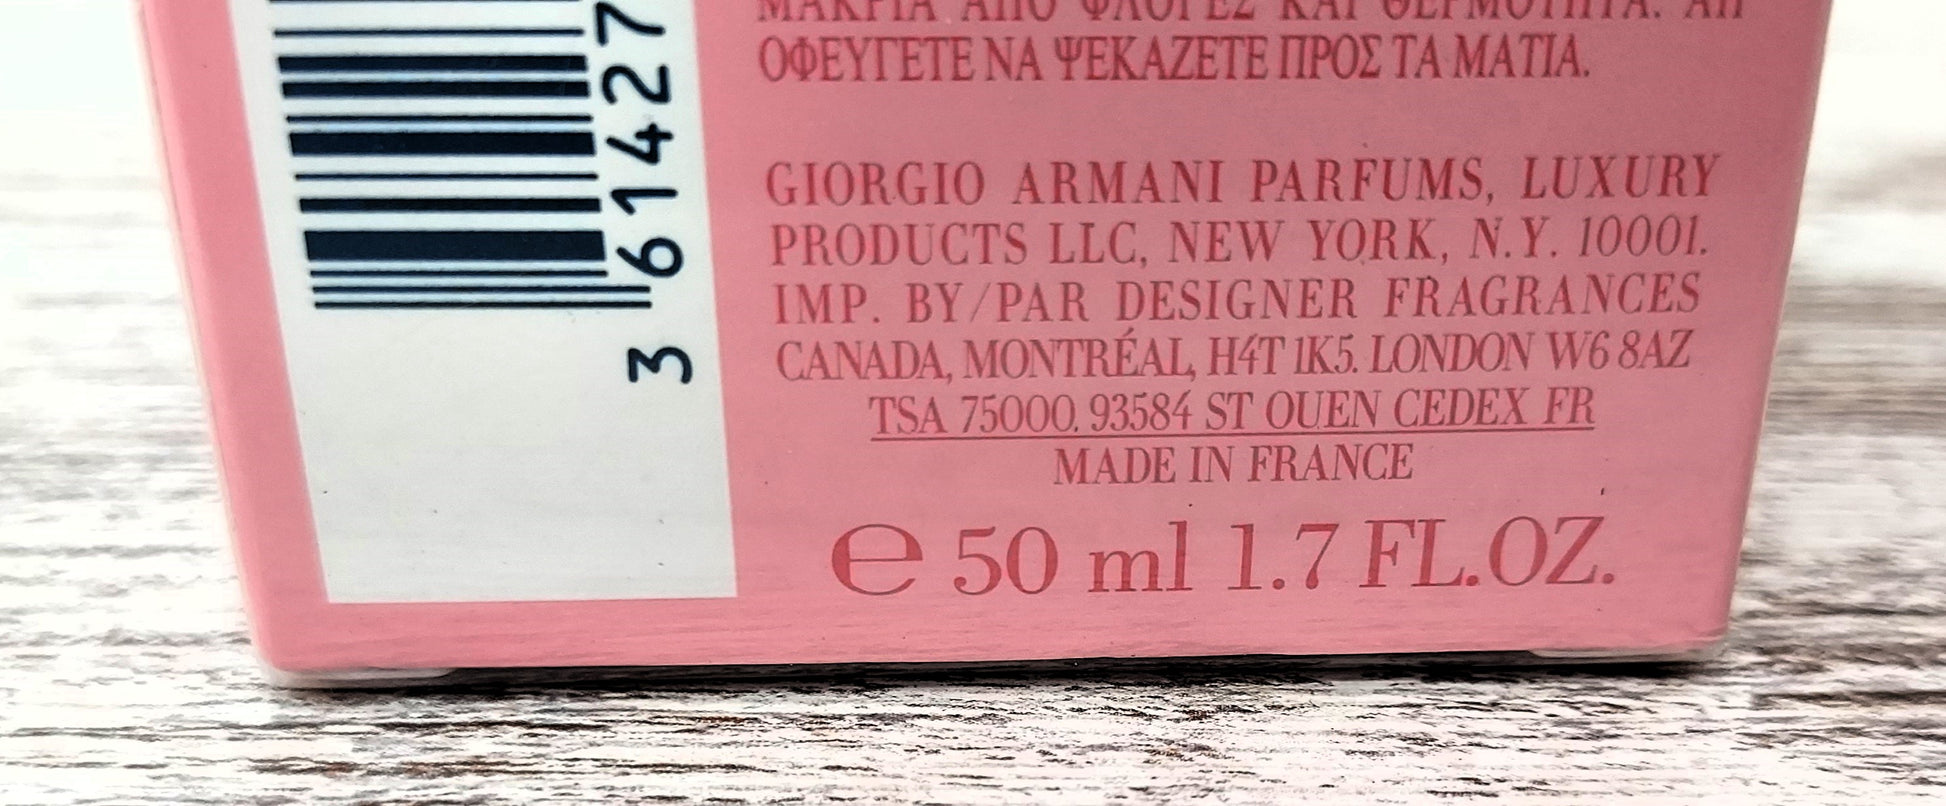 ΜΑΚΡΙΑ ΑΠΟ ΦΛΟΓΕΣ ΚΑΙ ΘΕΡΜΟΤΗΤΑ. ΑΠ
ΟΦΕΥΓΕΤΕ ΝΑ ΨΕΚΑΖΕΤΕ ΠΡΟΣ ΤΑ ΜΑΤΙΑ.
GIORGIO ARMANI PARFUMS, LUXURY
PRODUCTS LLC, NEW YORK, N.Y. 10001.
IMP. BY/PAR DESIGNER FRAGRANCES
CANADA, MONTRÉAL, H4T 1K5. LONDON W6 8AZ
TSA 75000, 93584 ST OUEN CEDEX FR
MADE IN FRANCE
℮ 50 ml 1.7 FL.OZ.
3 61427